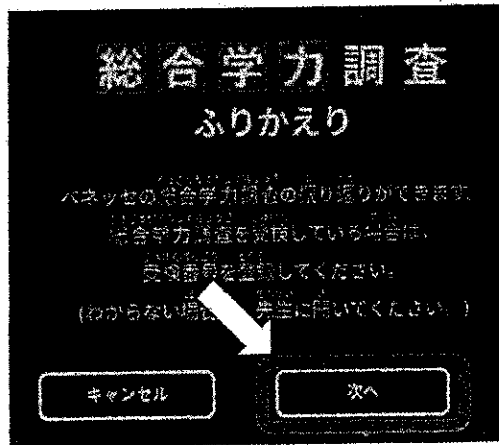 総合学力調査
ふりかえり
ベネッセの総合学力調査の振り返りができます。
総合学力調査を受検している場合は、
受検番号を登録してください。
(わからない場合 先生に聞いてください。)
キャンセル
次へ